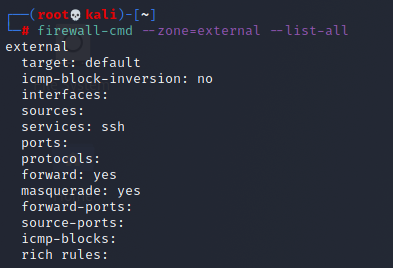 ┌──(root💀kali)-[~]
└─# firewall-cmd --zone=external --list-all
external
  target: default
  icmp-block-inversion: no
  interfaces:
  sources:
  services: ssh
  ports:
  protocols:
  forward: yes
  masquerade: yes
  forward-ports:
  source-ports:
  icmp-blocks:
  rich rules: